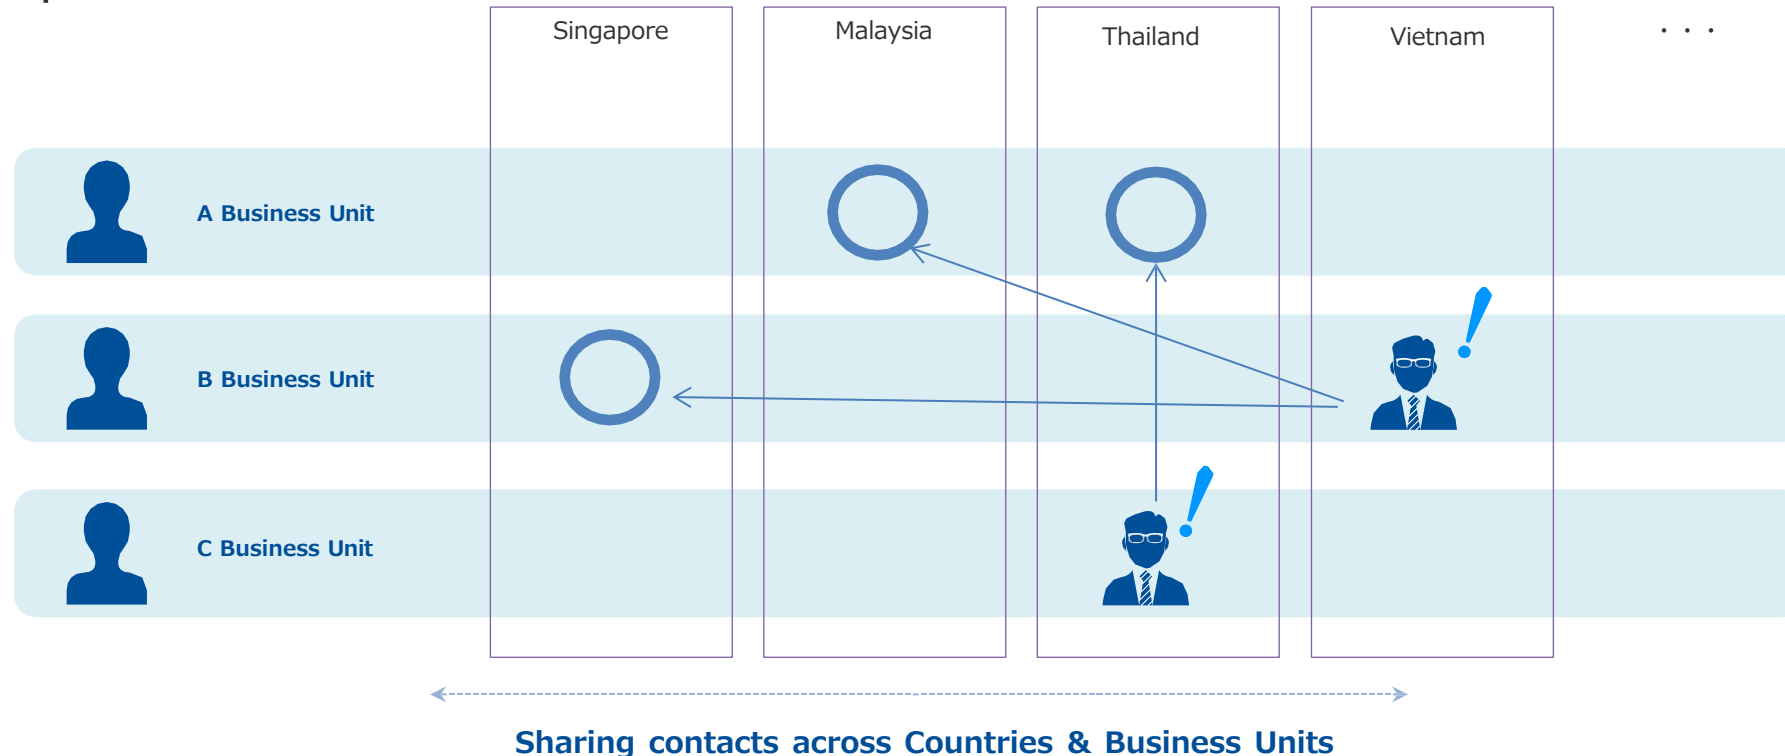 Singapore
Malaysia
Thailand
Vietnam
・・・
A Business Unit
B Business Unit
C Business Unit
Sharing contacts across Countries & Business Units